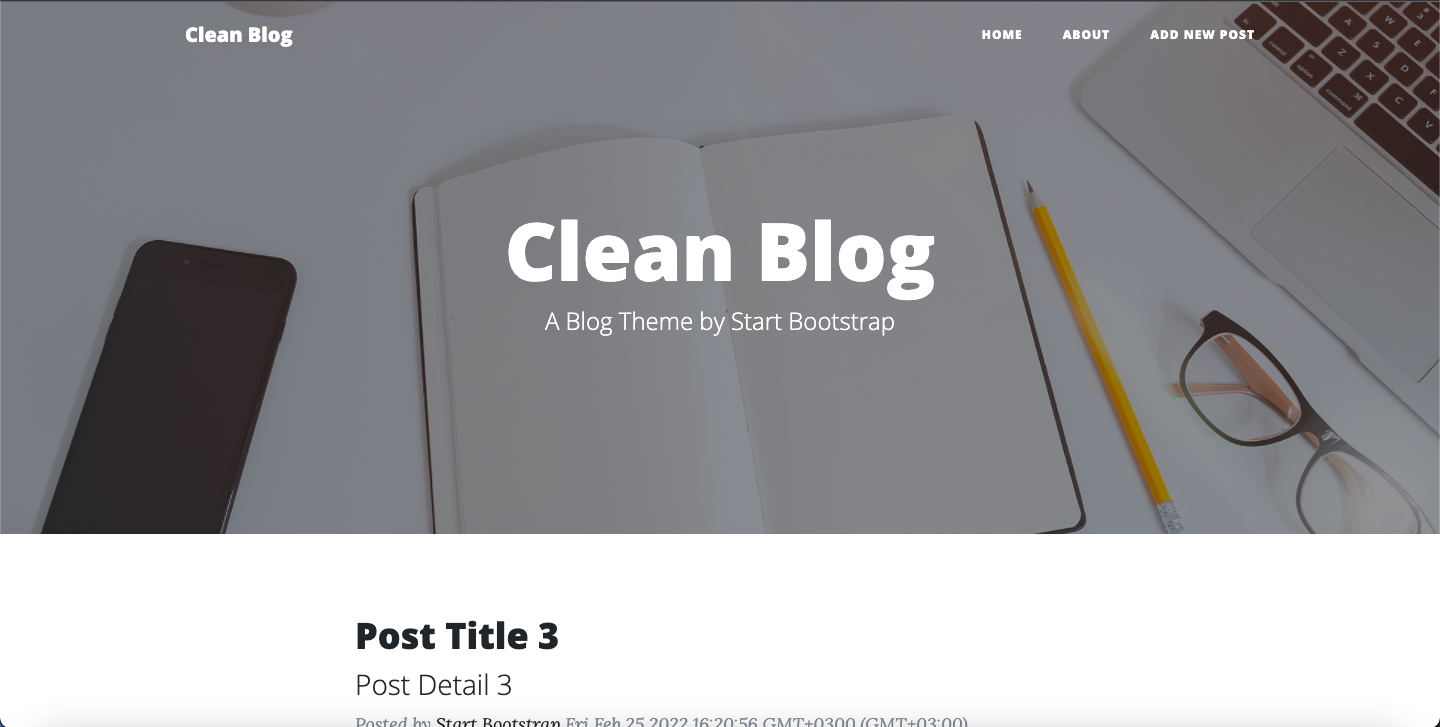 Clean Blog
HOME ABOUT ADD NEW POST
Clean Blog
A Blog Theme by Start Bootstrap
Post Title 3
Post Detail 3
Posted by Start Bootstrap Fri Feb 25 2022 16:20:56 GMT+0300 (GMT+03:00)